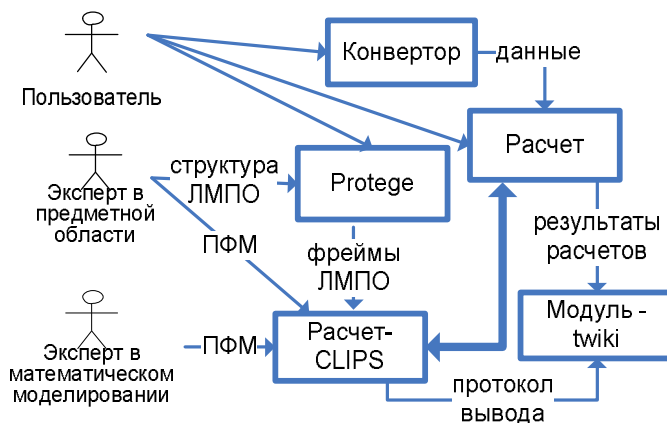 Конвертор
данные
Пользователь
Расчет
Эксперт в
предметной
области
структура
ЛМПО
Protege
ПФМ
фреймы
ЛМПО
результаты
расчетов
Эксперт в
математическом
моделировании
ПФМ
Расчет-
CLIPS
Модуль -
twiki
протокол
вывода